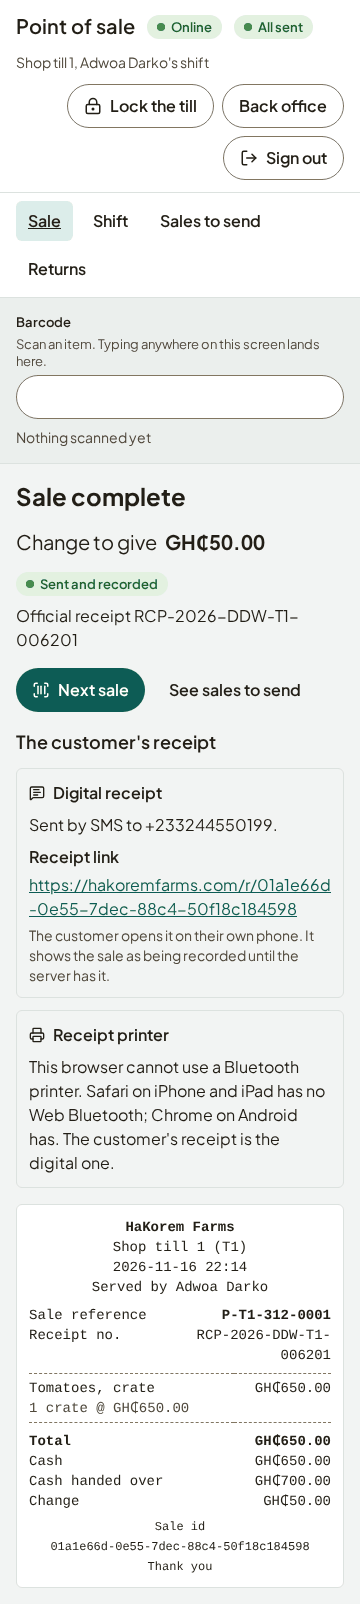 Point of sale
Online
All sent
Shop till 1, Adwoa Darko's shift
Lock the till
Back office
Sign out
Sale
Shift
Sales to send
Returns
Barcode
Scan an item. Typing anywhere on this screen lands
here.
Nothing scanned yet
Sale complete
Change to give GH₵50.00
Sent and recorded
Official receipt RCP-2026-DDW-T1-
006201
Next sale
See sales to send
The customer's receipt
Digital receipt
Sent by SMS to +233244550199.
Receipt link
https://hakoremfarms.com/r/01a1e66d
-0e55-7dec-88c4-50f18c184598
The customer opens it on their own phone. It
shows the sale as being recorded until the
server has it.
Receipt printer
This browser cannot use a Bluetooth
printer. Safari on iPhone and iPad has no
Web Bluetooth; Chrome on Android
has. The customer's receipt is the
digital one.
HaKorem Farms
Shop till 1 (T1)
2026-11-16 22:14
Served by Adwoa Darko
Sale reference P-T1-312-0001
Receipt no. RCP-2026-DDW-T1-
006201
Tomatoes, crate GH₵650.00
1 crate @ GH₵650.00
Total GH₵650.00
Cash GH₵650.00
Cash handed over GH₵700.00
Change GH₵50.00
Sale id
01a1e66d-0e55-7dec-88c4-50f18c184598
Thank you